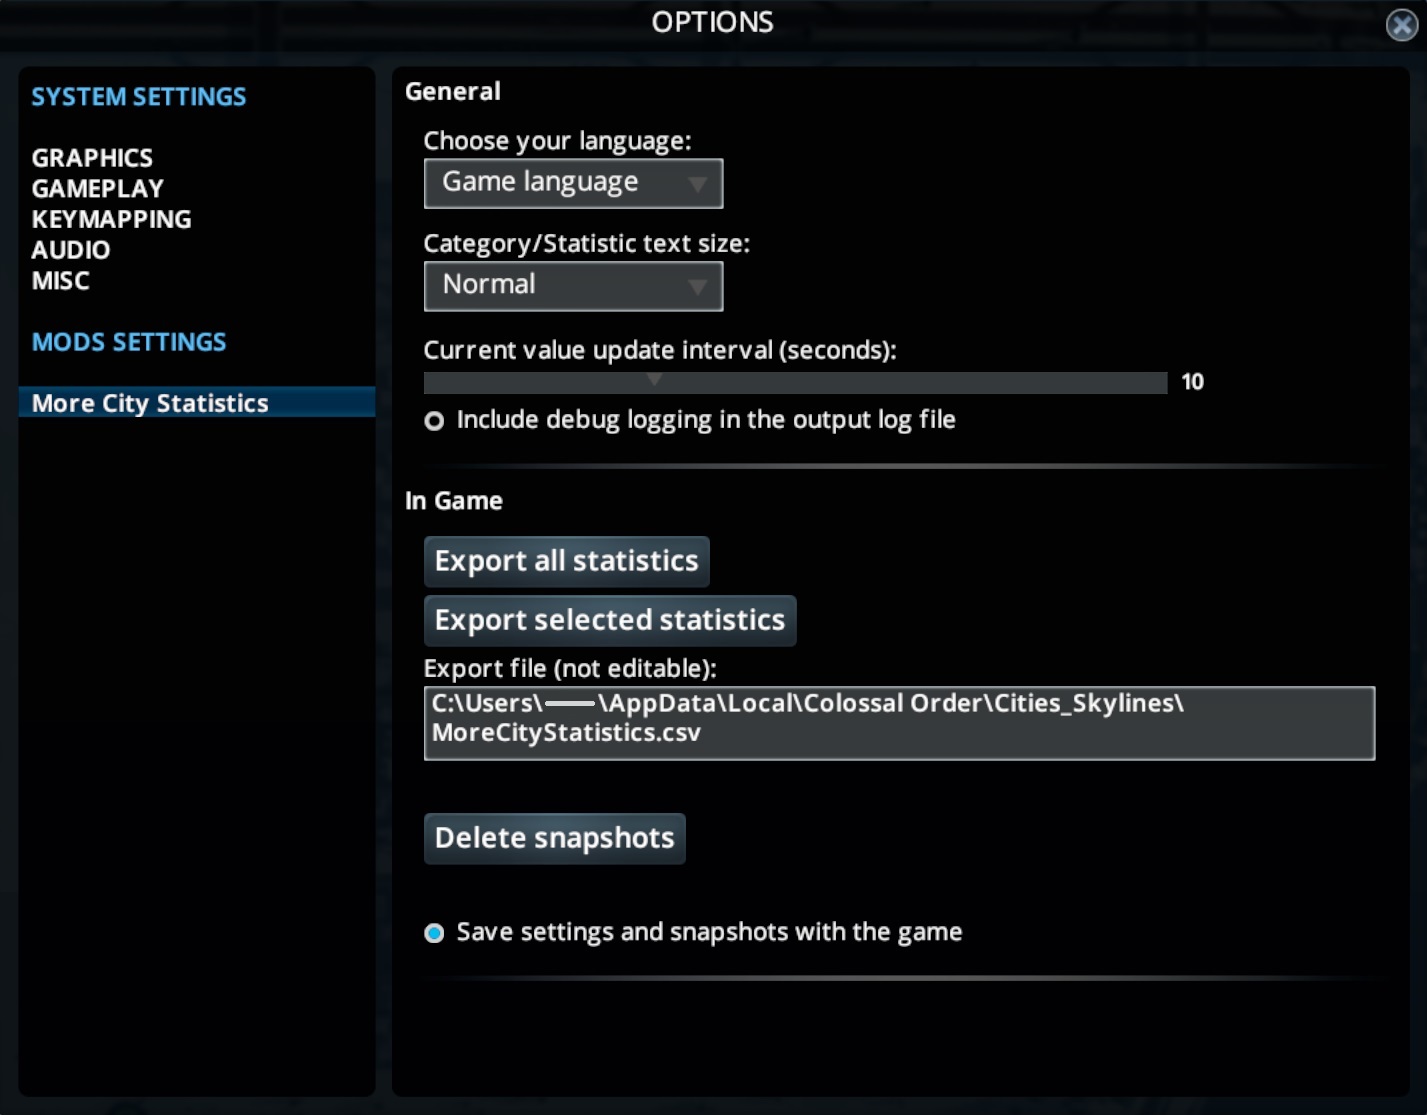 OPTIONS
SYSTEM SETTINGS
GRAPHICS
GAMEPLAY
KEYMAPPING
AUDIO
MISC
MODS SETTINGS
More City Statistics
General
Choose your language:
Game language
Category/Statistic text size:
Normal
Current value update interval (seconds):
10
Include debug logging in the output log file
In Game
Export all statistics
Export selected statistics
Export file (not editable):
C:\Users\ \AppData\Local\Colossal Order\Cities_Skylines\
MoreCityStatistics.csv
Delete snapshots
Save settings and snapshots with the game